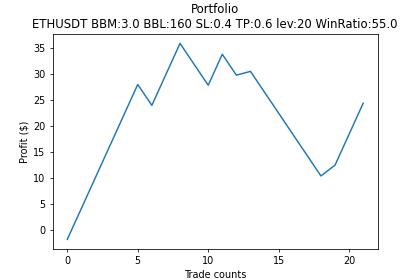 Portfolio
ETHUSDT BBM:3.0 BBL:160 SL:0.4 TP:0.6 lev:20 WinRatio:55.0
35
30
25
20
15
10
5
0
Profit ($)
0 5 10 15 20
Trade counts